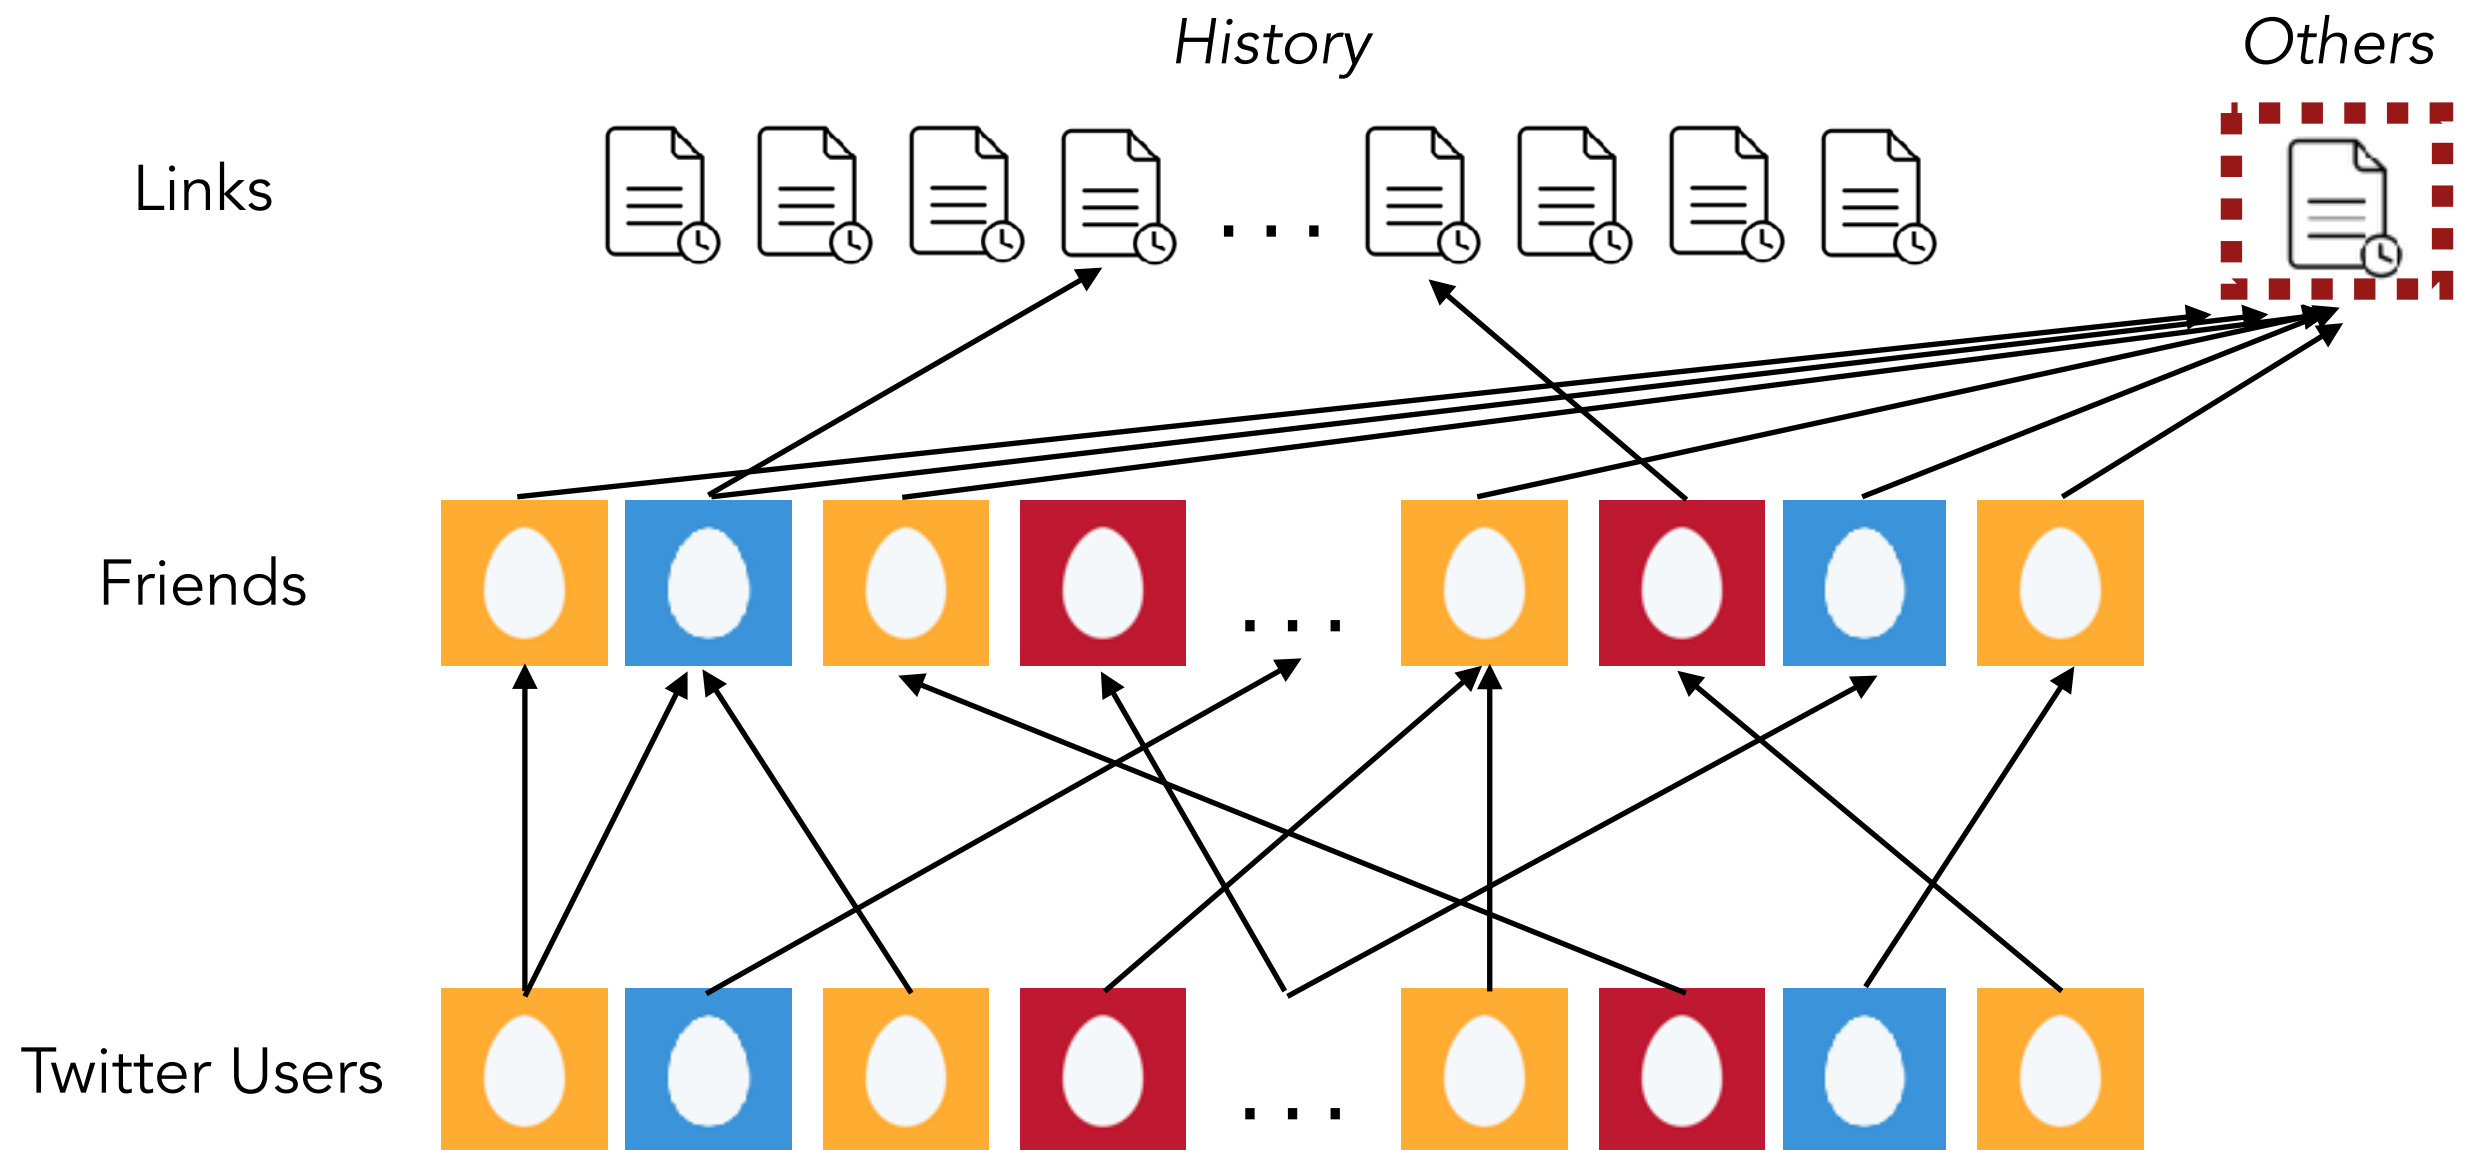 History
Others
Links
. . .
Friends
. . .
Twitter Users
. . .